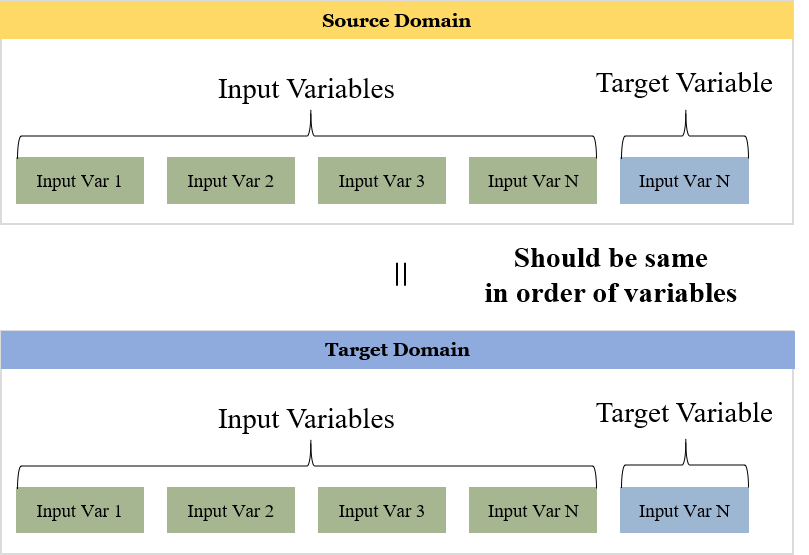 Source Domain
Input Variables
Target Variable
Input Var 1
Input Var 2
Input Var 3
Input Var N
Input Var N
Should be same
in order of variables
Target Domain
Input Variables
Target Variable
Input Var 1
Input Var 2
Input Var 3
Input Var N
Input Var N